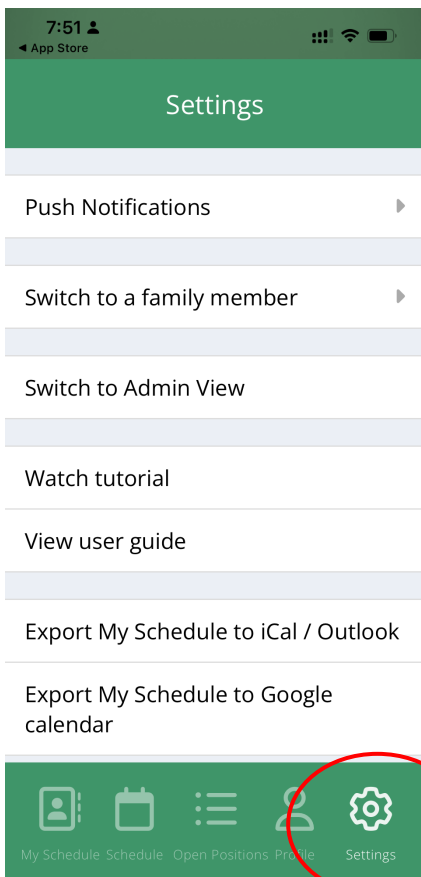 7:51
◀ App Store
Settings
Push Notifications
Switch to a family member
Switch to Admin View
Watch tutorial
View user guide
Export My Schedule to iCal / Outlook
Export My Schedule to Google
calendar
My Schedule Schedule Open Positions Profile Settings